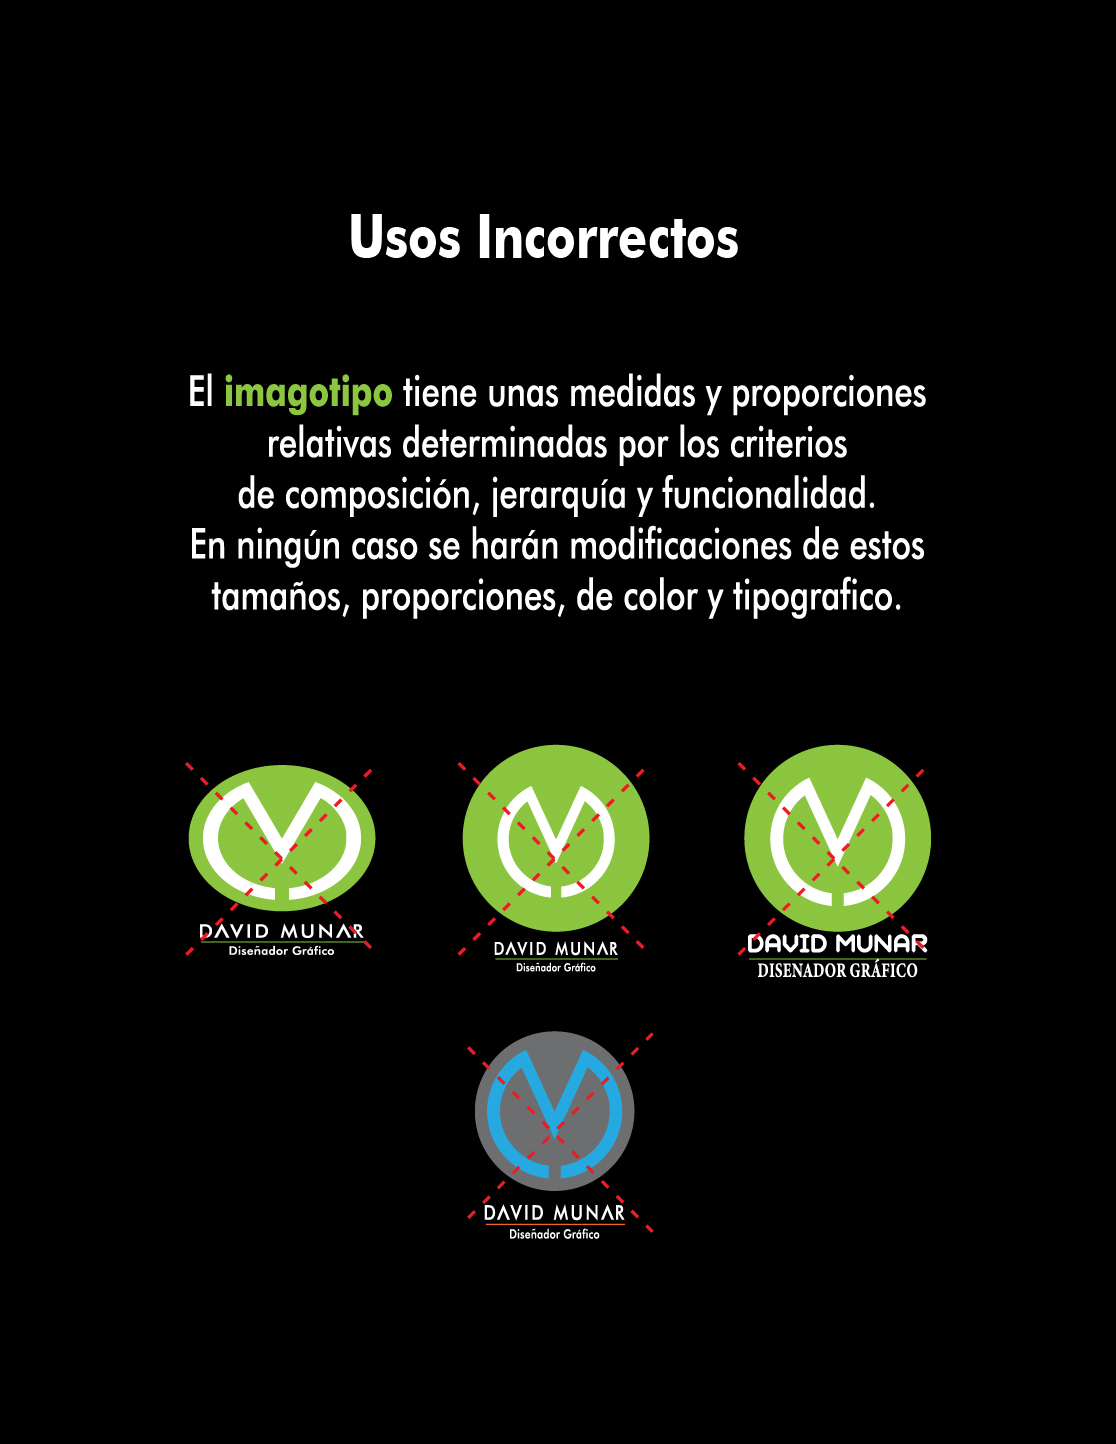 Usos Incorrectos
El imagotipo tiene unas medidas y proporciones
relativas determinadas por los criterios
de composición, jerarquía y funcionalidad.
En ningún caso se harán modificaciones de estos
tamaños, proporciones, de color y tipografico.
DAVID MUNAR
Diseñador Gráfico
DAVID MUNAR
Diseñador Gráfico
DAVID MUNAR
DISENADOR GRÁFICO
DAVID MUNAR
Diseñador Gráfico